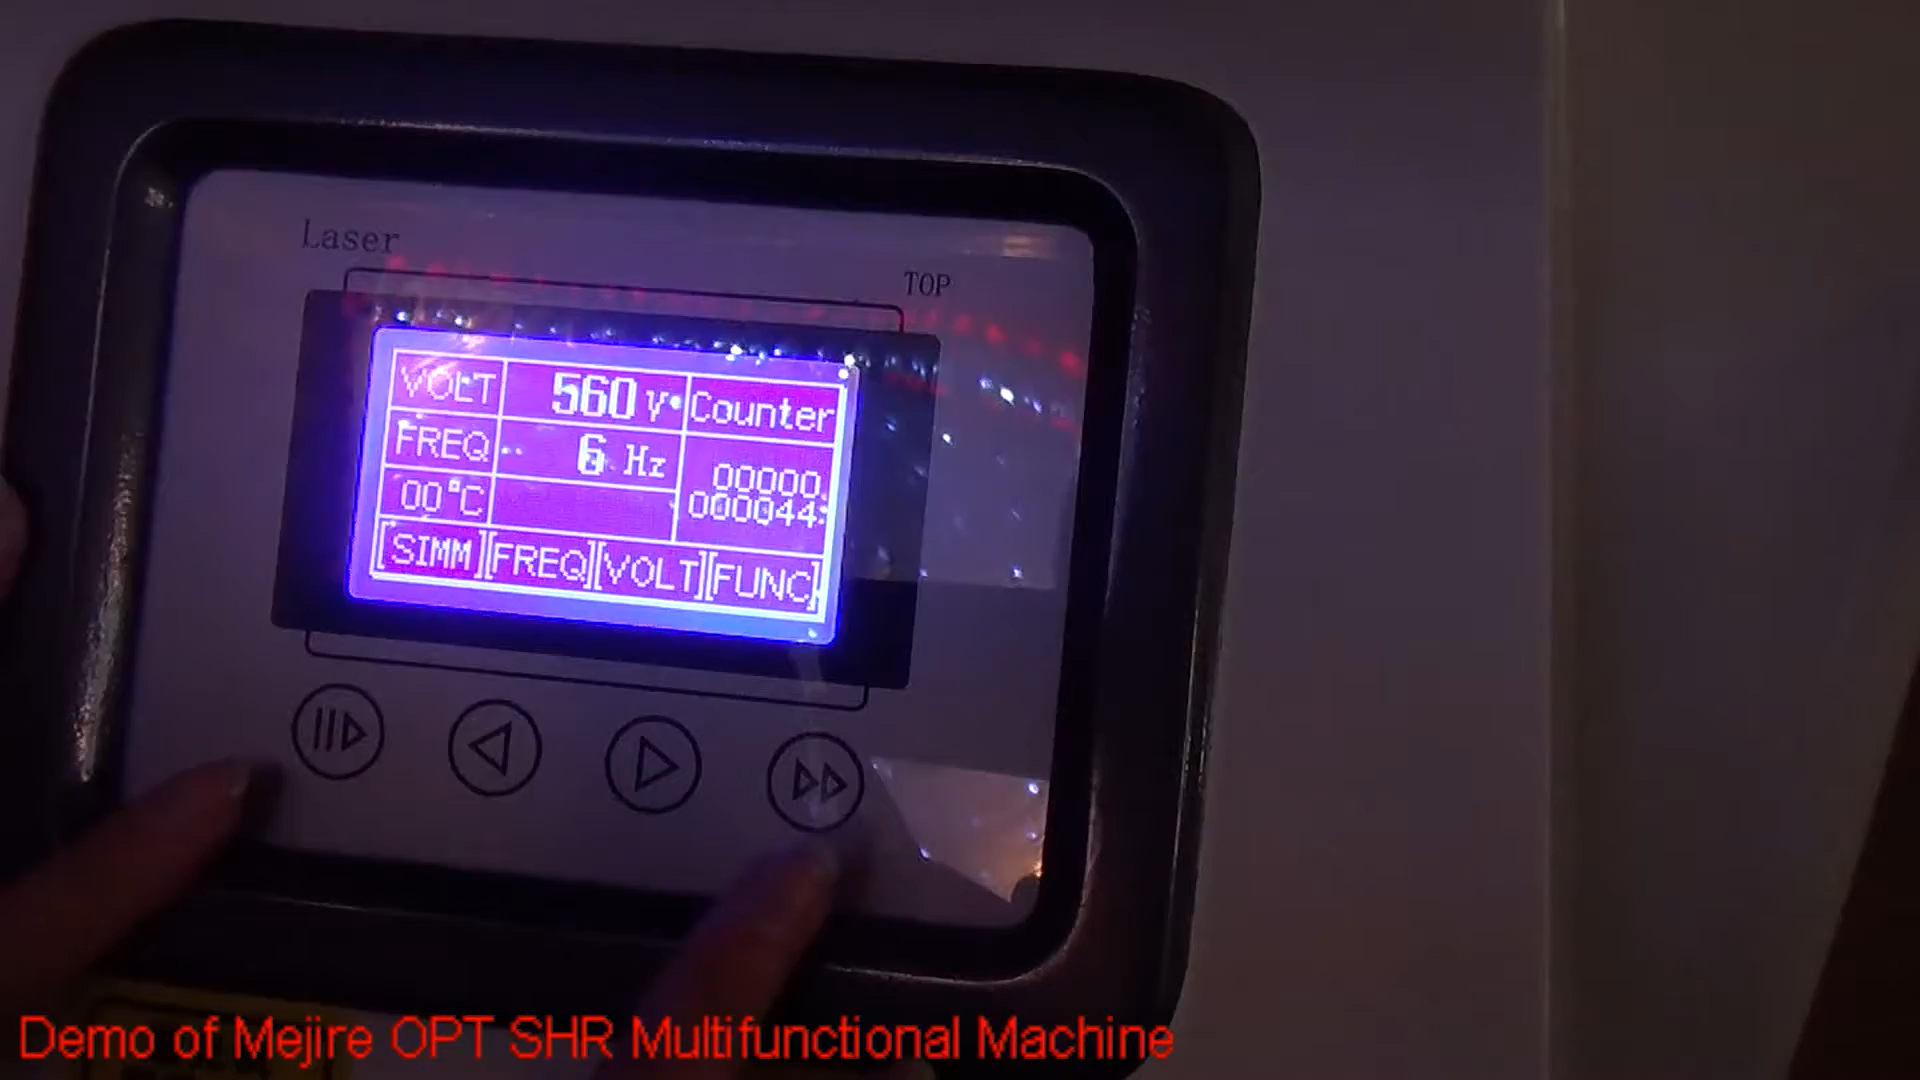 Laser
TOP
VOLT 560 V Counter
FREQ 6 Hz
00000
000044
00°C
[SIMM][FREQ][VOLT][FUNC]
Demo of Mejire OPT SHR Multifunctional Machine